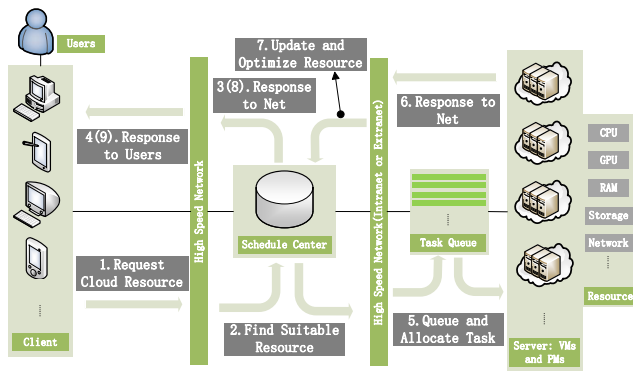 Users
7.Update and
Optimize Resource
3(8).Response
to Net
6.Response to
Net
4(9).Response
to Users
CPU
GPU
RAM
Storage
Network
Resource
High Speed Network
High Speed Network(Intranet or Extranet)
Schedule Center
Task Queue
1.Request
Cloud Resource
2.Find Suitable
Resource
5.Queue and
Allocate Task
Client
Server: VMs
and PMs